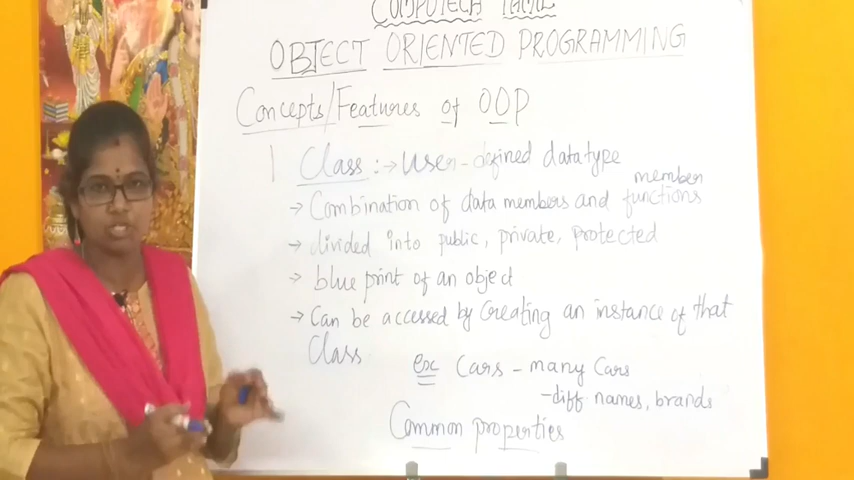 COMPUTECH TAMIL
OBJECT ORIENTED PROGRAMMING
Concepts/Features of OOP
1 Class :→ user-defined datatype
→ Combination of data members and member functions
→ divided into public, private, protected
→ blue print of an object
→ Can be accessed by Creating an instance of that
Class
ex Cars - many Cars
- diff names, brands
Common properties